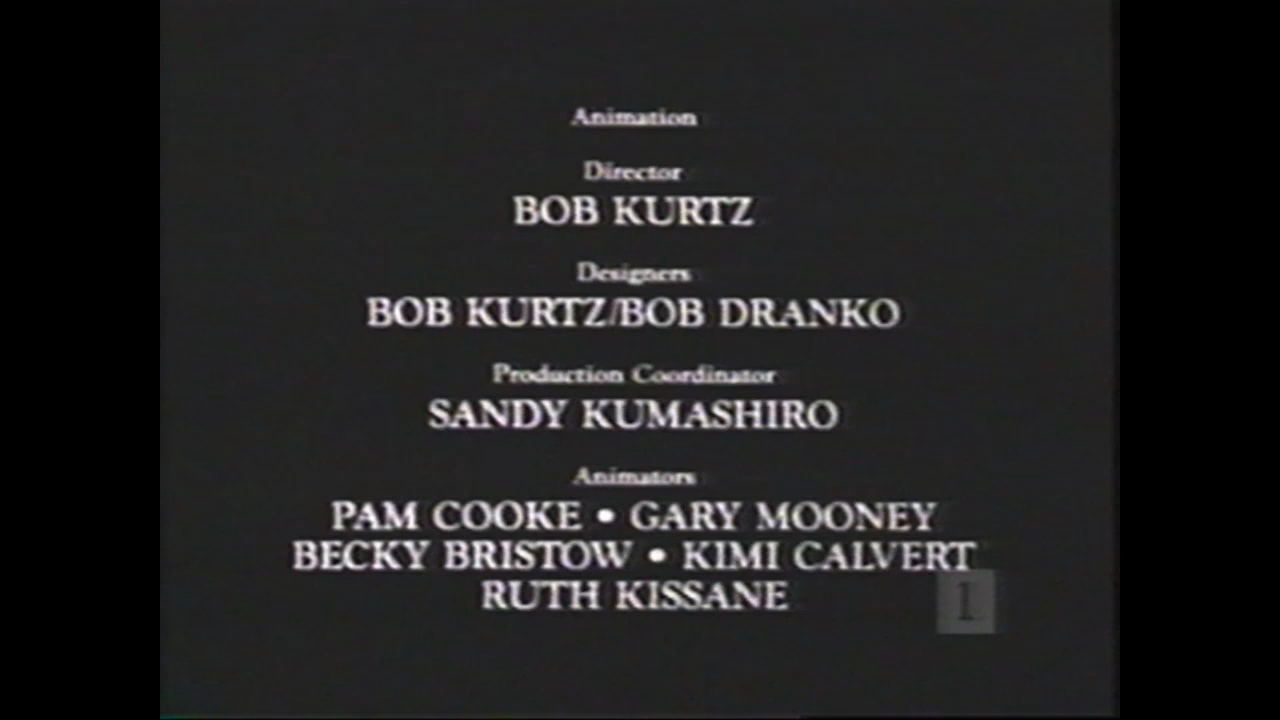 Animation
Director
BOB KURTZ
Designers
BOB KURTZ/BOB DRANKO
Production Coordinator
SANDY KUMASHIRO
Animators
PAM COOKE • GARY MOONEY
BECKY BRISTOW • KIMI CALVERT
RUTH KISSANE
1